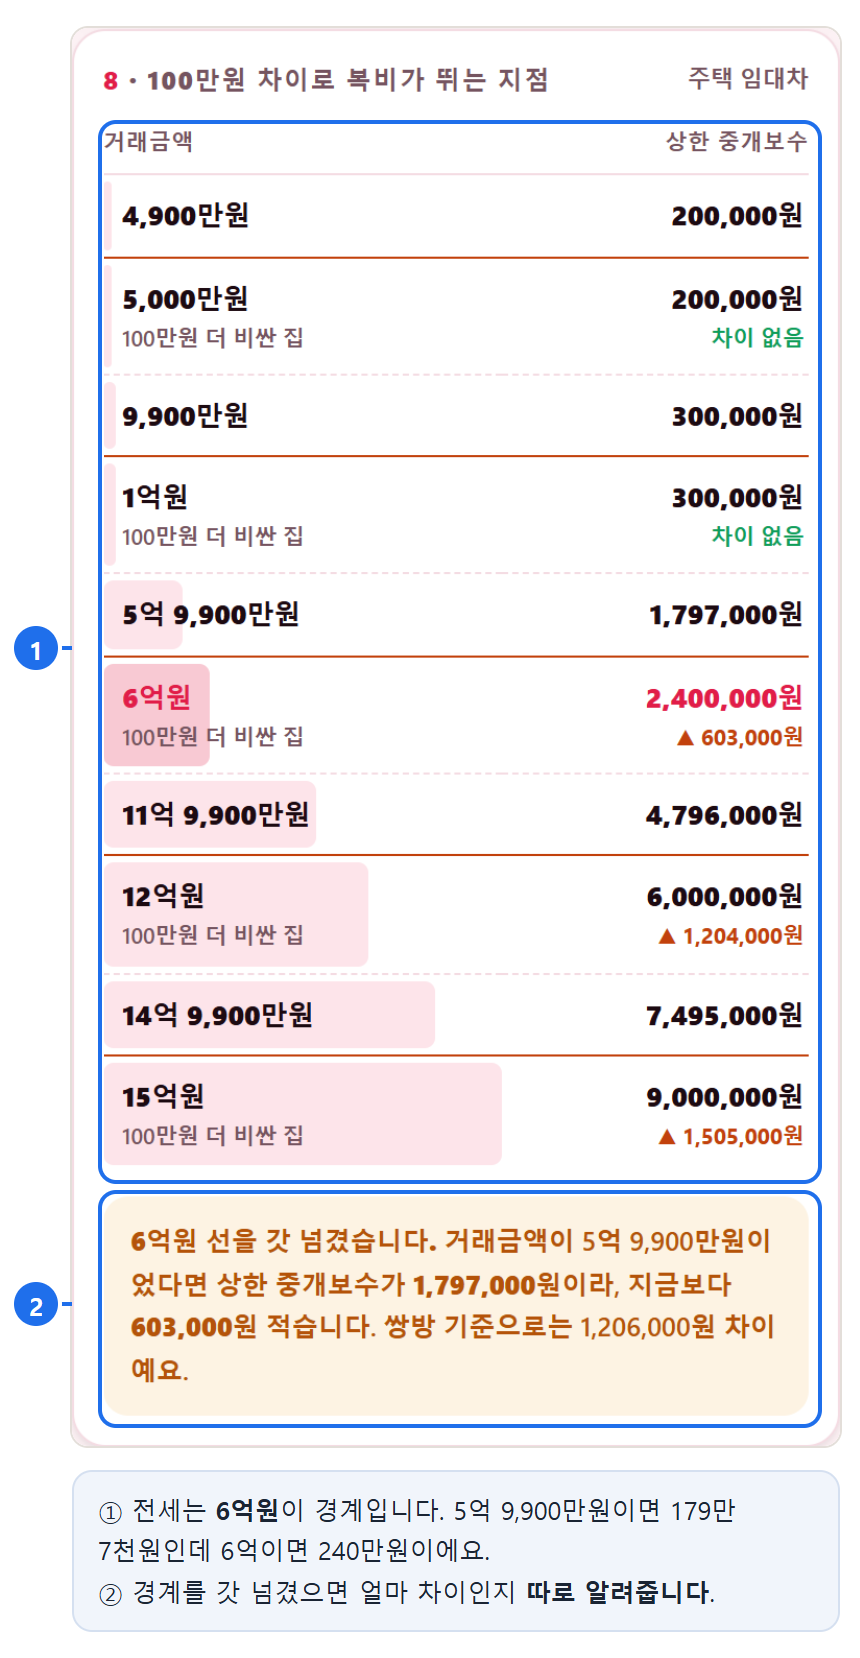 8 · 100만원 차이로 복비가 뛰는 지점 주택 임대차
거래금액 상한 중개보수
4,900만원 200,000원
5,000만원 200,000원
100만원 더 비싼 집 차이 없음
9,900만원 300,000원
1억원 300,000원
100만원 더 비싼 집 차이 없음
5억 9,900만원 1,797,000원
1
6억원 2,400,000원
100만원 더 비싼 집 ▲ 603,000원
11억 9,900만원 4,796,000원
12억원 6,000,000원
100만원 더 비싼 집 ▲ 1,204,000원
14억 9,900만원 7,495,000원
15억원 9,000,000원
100만원 더 비싼 집 ▲ 1,505,000원
6억원 선을 갓 넘겼습니다. 거래금액이 5억 9,900만원이
었다면 상한 중개보수가 1,797,000원이라, 지금보다
2
603,000원 적습니다. 쌍방 기준으로는 1,206,000원 차이
예요.
① 전세는 6억원이 경계입니다. 5억 9,900만원이면 179만
7천원인데 6억이면 240만원이에요.
② 경계를 갓 넘겼으면 얼마 차이인지 따로 알려줍니다.